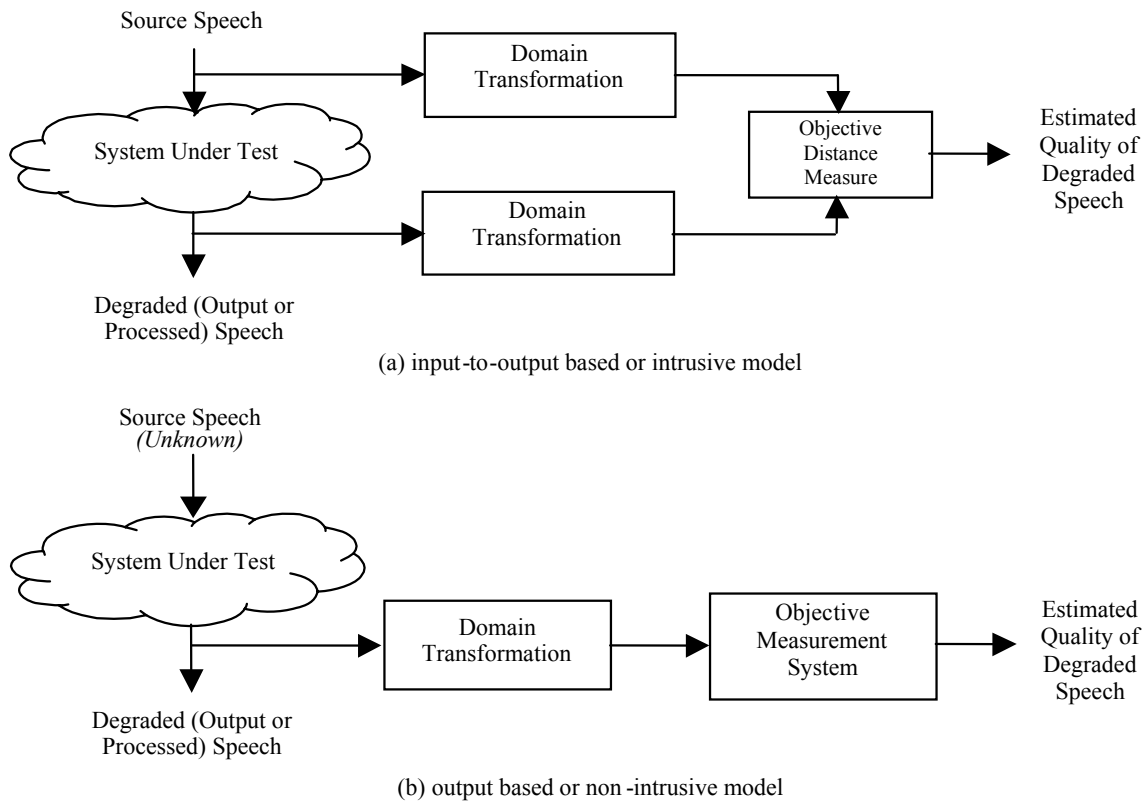 Source Speech
Domain
Transformation
System Under Test
Objective
Distance
Measure
Estimated
Quality of
Degraded
Speech
Domain
Transformation
Degraded (Output or
Processed) Speech
(a) input-to-output based or intrusive model
Source Speech
(Unknown)
System Under Test
Domain
Transformation
Objective
Measurement
System
Estimated
Quality of
Degraded
Speech
Degraded (Output or
Processed) Speech
(b) output based or non-intrusive model